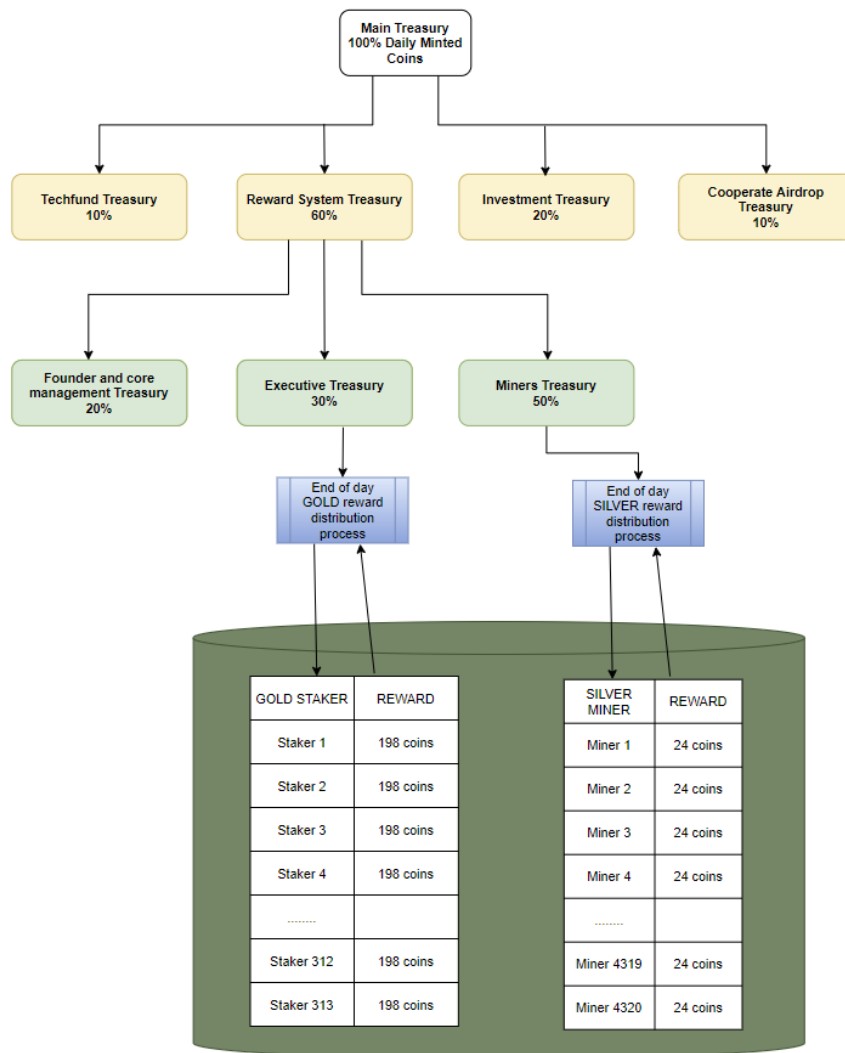 Main Treasury
100% Daily Minted
Coins
Techfund Treasury
10%
Reward System Treasury
60%
Investment Treasury
20%
Cooperate Airdrop
Treasury
10%
Founder and core
management Treasury
20%
Executive Treasury
30%
Miners Treasury
50%
End of day
GOLD reward
distribution
process
End of day
SILVER reward
distribution
process
GOLD STAKER REWARD
Staker 1 198 coins
Staker 2 198 coins
Staker 3 198 coins
Staker 4 198 coins
........
Staker 312 198 coins
Staker 313 198 coins
SILVER
MINER REWARD
Miner 1 24 coins
Miner 2 24 coins
Miner 3 24 coins
Miner 4 24 coins
........
Miner 4319 24 coins
Miner 4320 24 coins